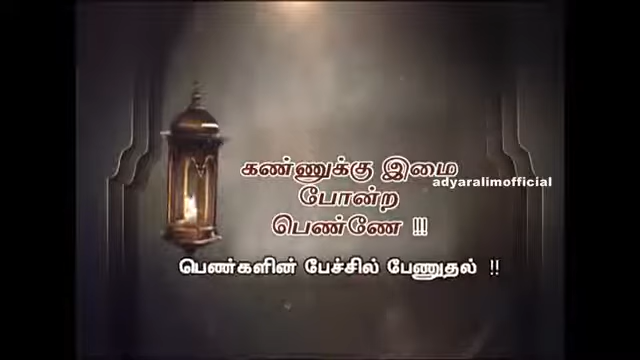 கண்ணுக்கு இமை
adyaralimofficial
போன்ற
பெண்ணே !!!
பெண்களின் பேச்சில் பேணுதல் !!